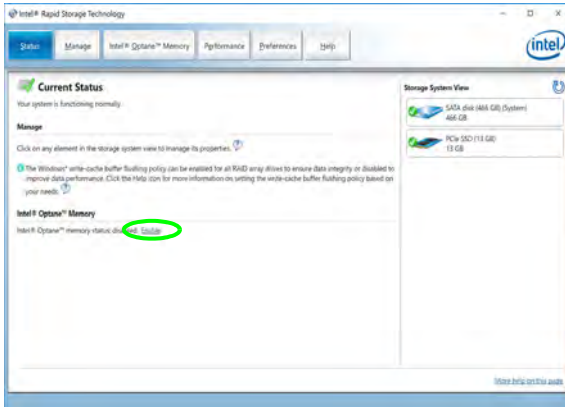 Intel® Rapid Storage Technology
Status
Manage
Intel® Optane™ Memory
Performance
Preferences
Help
intel
Current Status
Your system is functioning normally.
Manage
Click on any element in the storage system view to manage its properties. ?
The Windows* write-cache buffer flushing policy can be enabled for all RAID array drives to ensure data integrity or disabled to
improve data performance. Click the Help icon for more information on setting the write-cache buffer flushing policy based on
your needs. ?
Intel® Optane™ Memory
Intel® Optane™ memory status: disabled. Enable
Storage System View
SATA disk (466 GB) (System)
466 GB
PCIe SSD (13 GB)
13 GB
More help on this page